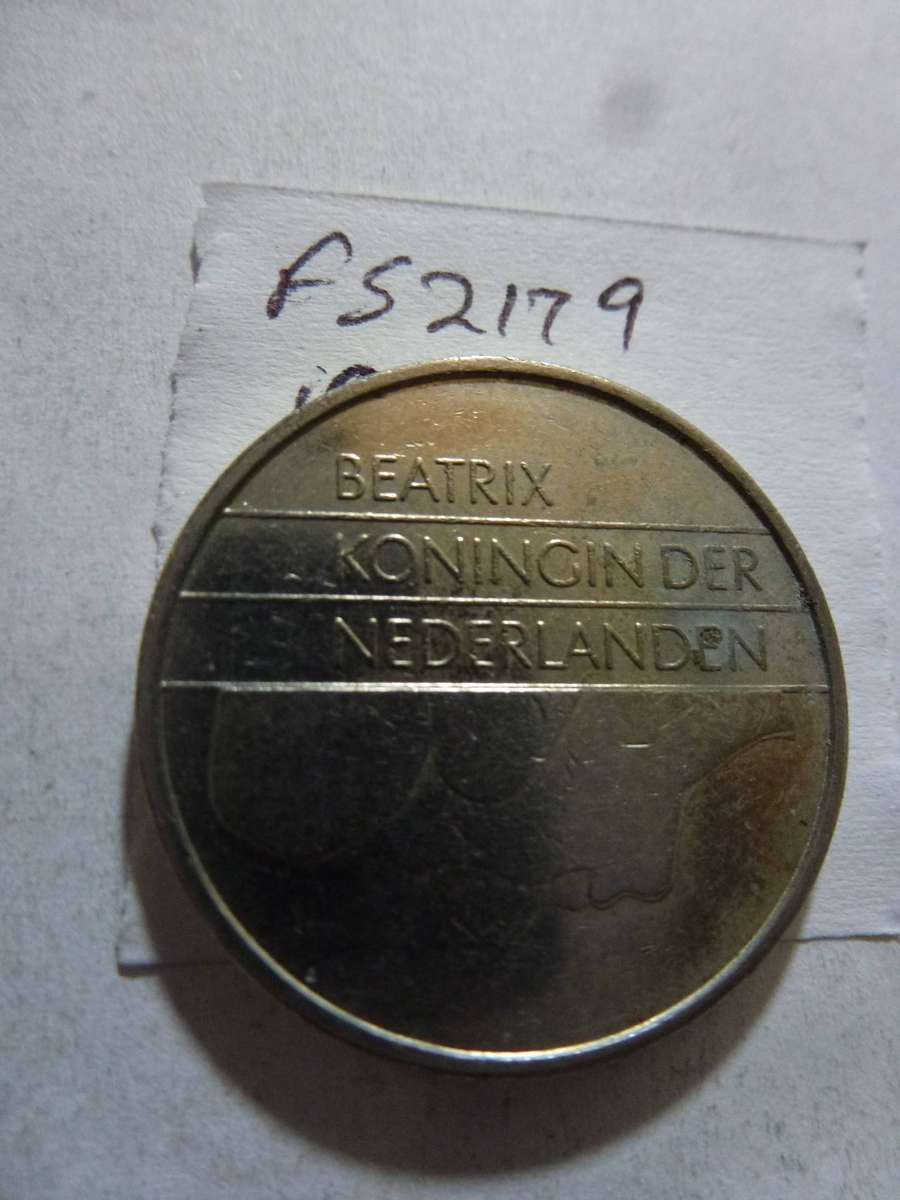 FS2179
BEATRIX
KONINGIN DER
NEDERLANDEN